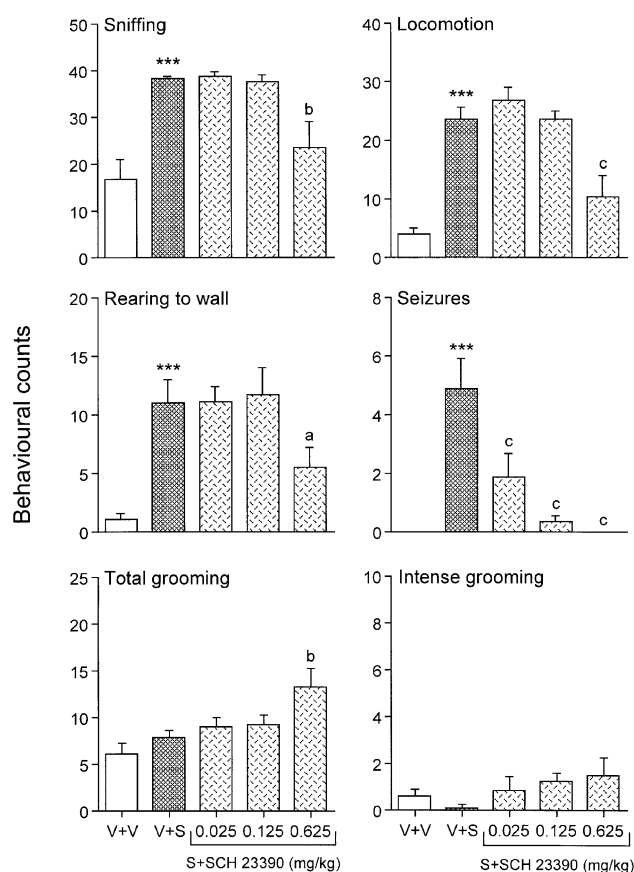 Behavioural counts
Sniffing
50
40
30
20
10
0
***
b
Locomotion
40
30
20
10
0
***
c
Rearing to wall
20
15
10
5
0
***
a
Seizures
8
6
4
2
0
***
c
c
c
Total grooming
25
20
15
10
5
0
b
V+V V+S 0.025 0.125 0.625
S+SCH 23390 (mg/kg)
Intense grooming
10
8
6
4
2
0
V+V V+S 0.025 0.125 0.625
S+SCH 23390 (mg/kg)